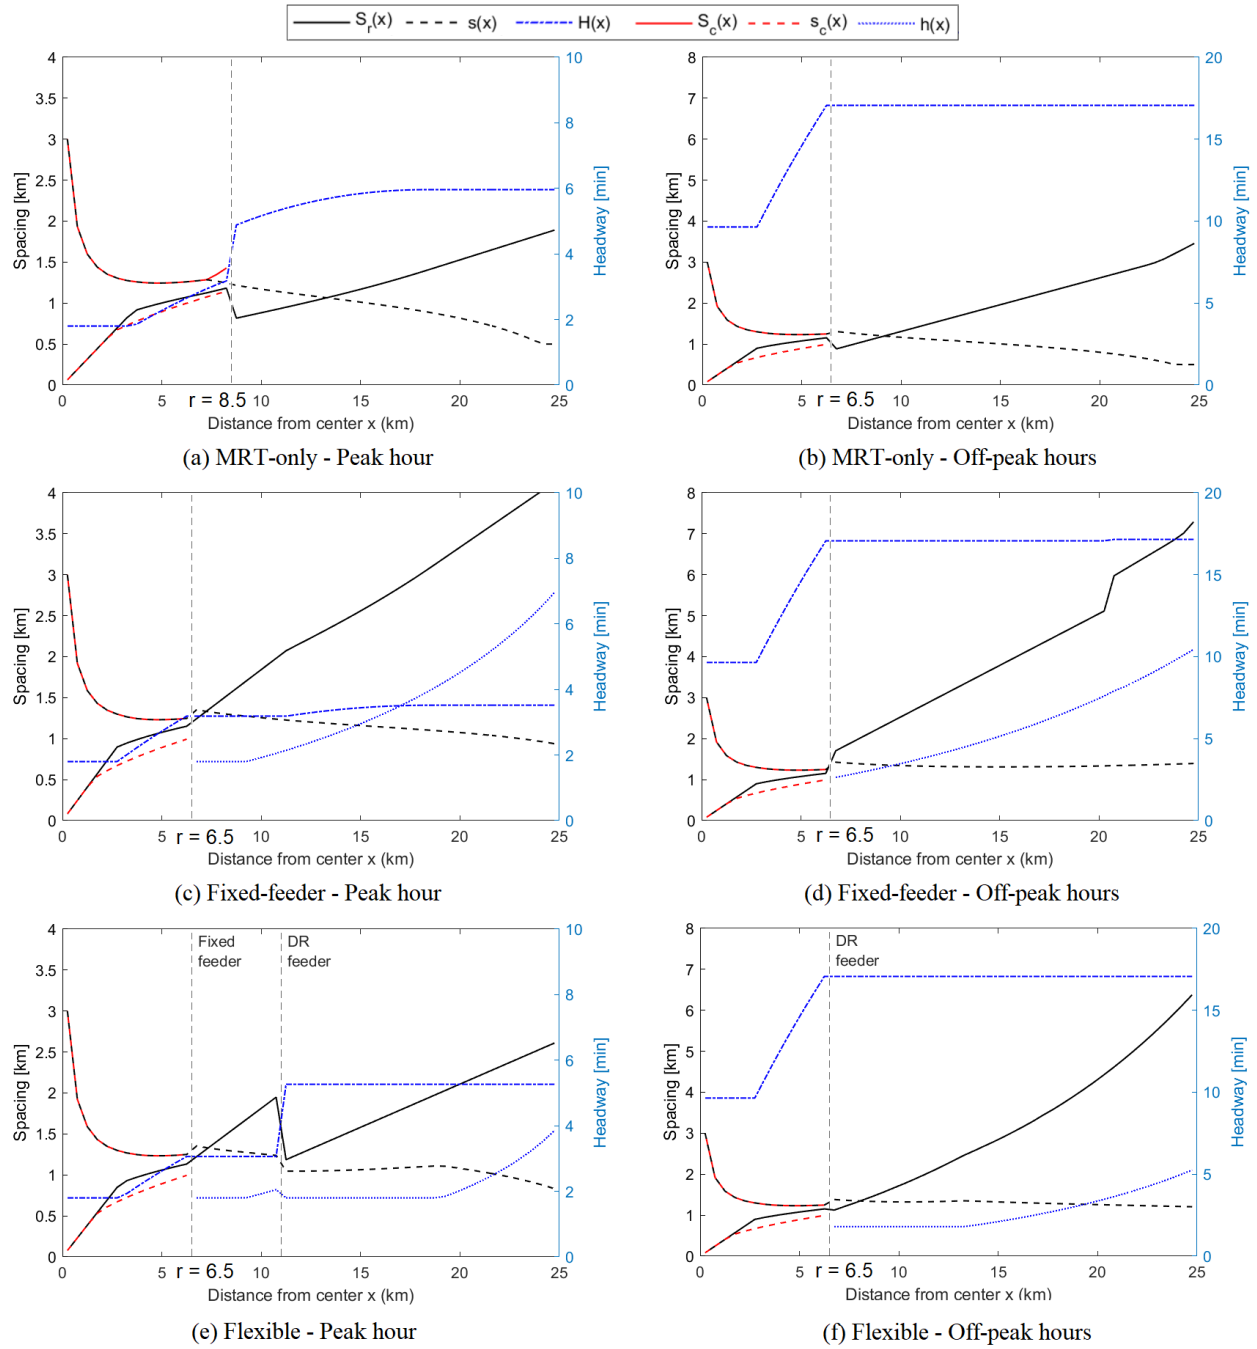 S_r(x) s(x) H(x) S_c(x) s_c(x) h(x)
4 3.5 3 2.5 2 1.5 1 0.5 0
Spacing [km]
10 8 6 4 2 0
Headway [min]
0 5 r = 8.5 10 15 20 25
Distance from center x (km)
(a) MRT-only - Peak hour
8 7 6 5 4 3 2 1 0
Spacing [km]
20 15 10 5 0
Headway [min]
0 5 r = 6.5 10 15 20 25
Distance from center x (km)
(b) MRT-only - Off-peak hours
4 3.5 3 2.5 2 1.5 1 0.5 0
Spacing [km]
10 8 6 4 2 0
Headway [min]
0 5 r = 6.5 10 15 20 25
Distance from center x (km)
(c) Fixed-feeder - Peak hour
8 7 6 5 4 3 2 1 0
Spacing [km]
20 15 10 5 0
Headway [min]
0 5 r = 6.5 10 15 20 25
Distance from center x (km)
(d) Fixed-feeder - Off-peak hours
4 3.5 3 2.5 2 1.5 1 0.5 0
Spacing [km]
Fixed
feeder
DR
feeder
10 8 6 4 2 0
Headway [min]
0 5 r = 6.5 10 15 20 25
Distance from center x (km)
(e) Flexible - Peak hour
8 7 6 5 4 3 2 1 0
Spacing [km]
DR
feeder
20 15 10 5 0
Headway [min]
0 5 r = 6.5 10 15 20 25
Distance from center x (km)
(f) Flexible - Off-peak hours